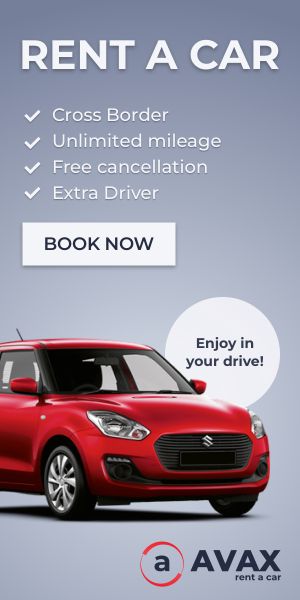 RENT A CAR
Cross Border
Unlimited mileage
Free cancellation
Extra Driver
BOOK NOW
Enjoy in
your drive!
a AVAX
rent a car